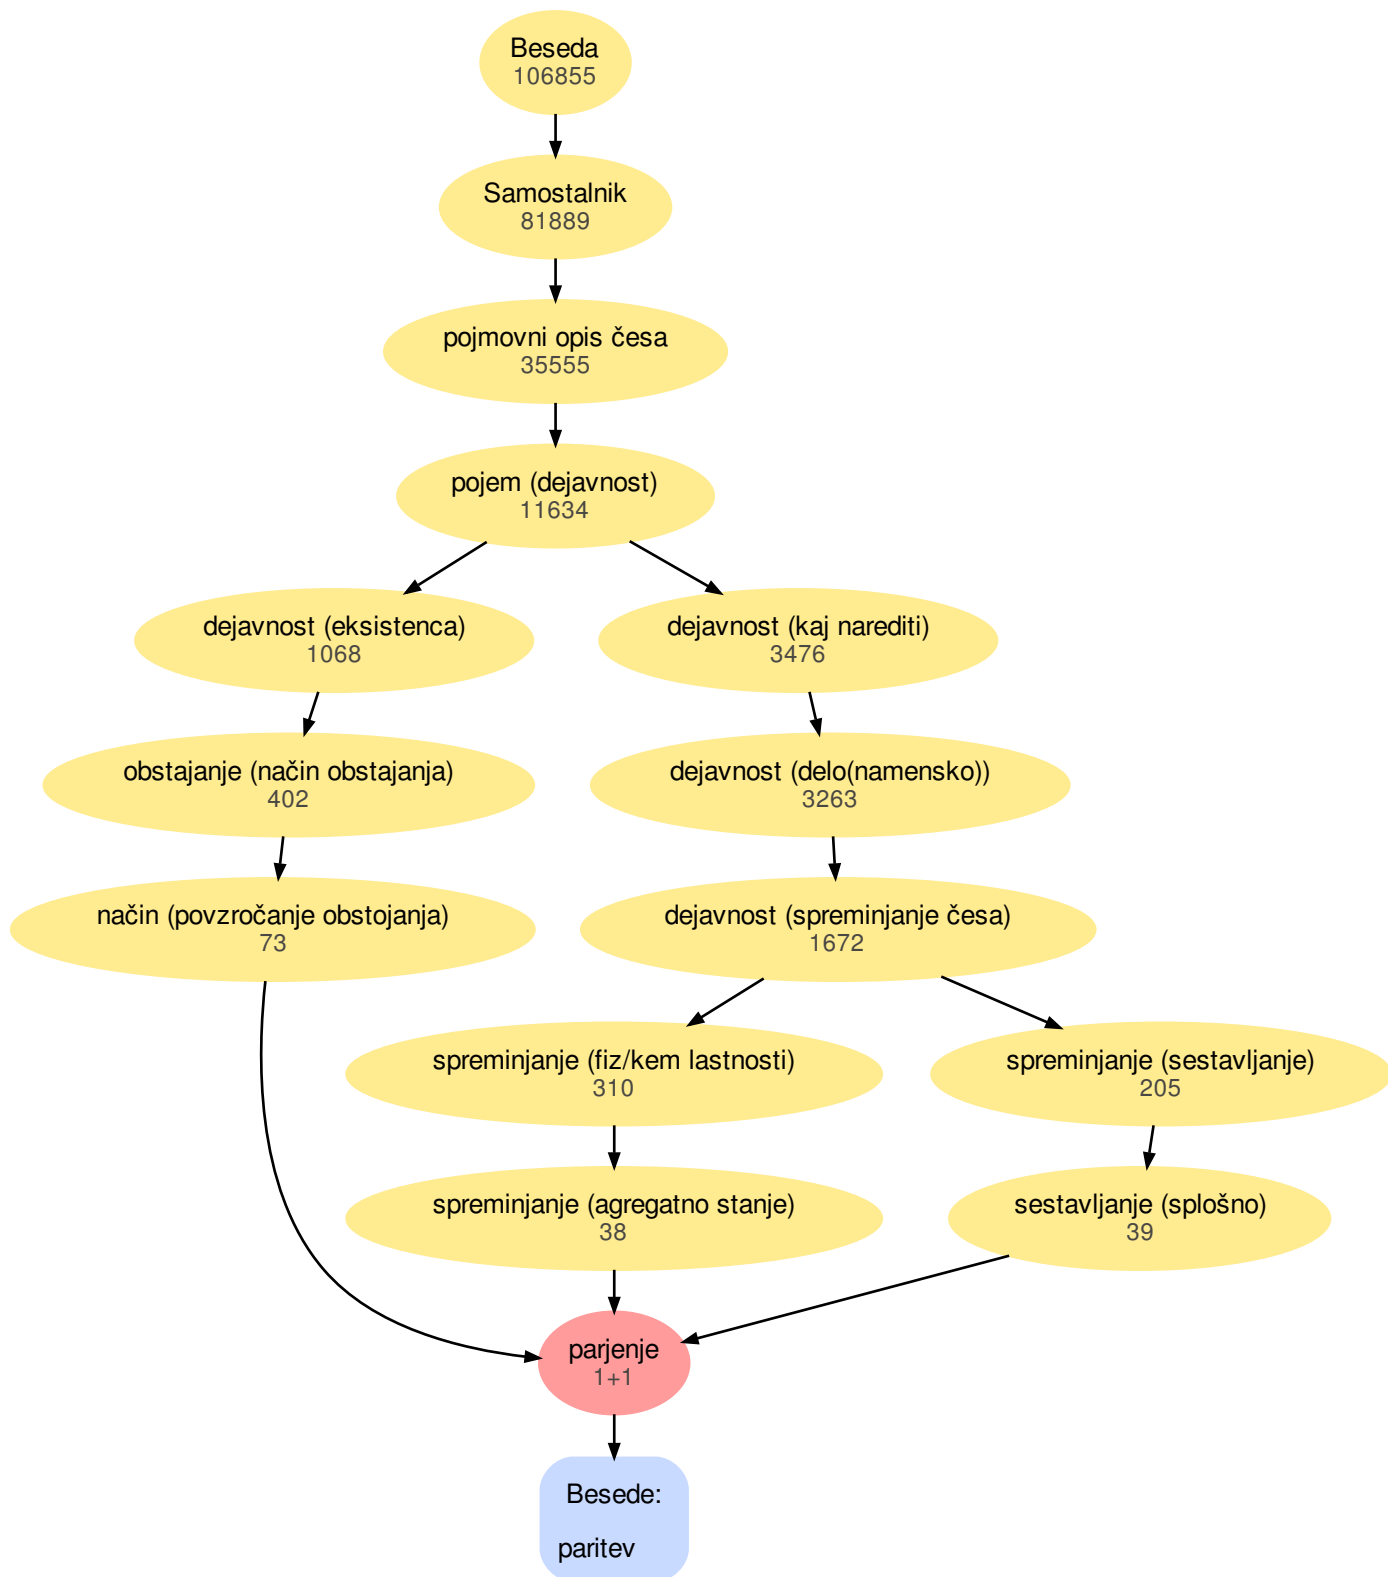 Beseda
106855
Samostalnik
81889
pojmovni opis česa
35555
pojem (dejavnost)
11634
dejavnost (eksistenca)
1068
dejavnost (kaj narediti)
3476
obstajanje (način obstajanja)
402
dejavnost (delo(namensko))
3263
način (povzročanje obstojanja)
73
dejavnost (spreminjanje česa)
1672
spreminjanje (fiz/kem lastnosti)
310
spreminjanje (sestavljanje)
205
spreminjanje (agregatno stanje)
38
sestavljanje (splošno)
39
parjenje
1+1
Besede:
paritev